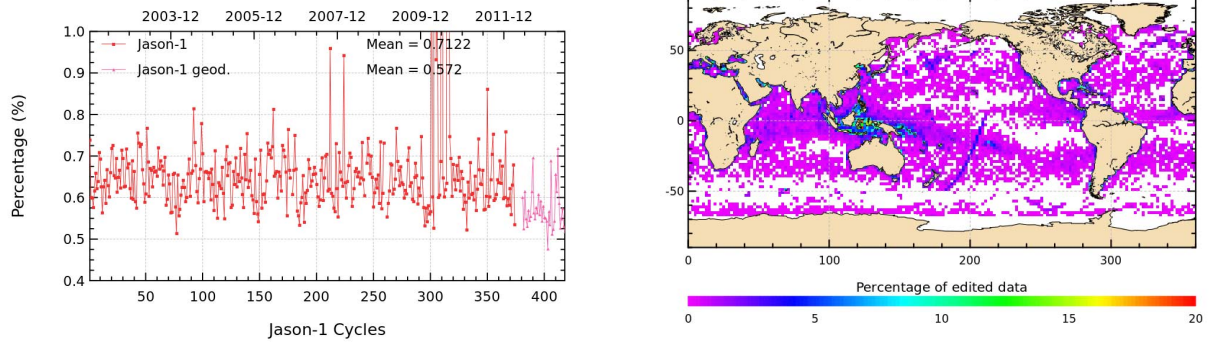 2003-12 2005-12 2007-12 2009-12 2011-12
1.0
0.9
0.8
0.7
0.6
0.5
0.4
Percentage (%)
Jason-1 Mean = 0.7122
Jason-1 geod. Mean = 0.572
50 100 150 200 250 300 350 400
Jason-1 Cycles
50
0
-50
0 100 200 300
Percentage of edited data
0 5 10 15 20